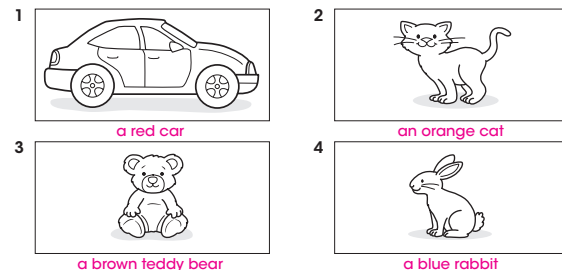 1
a red car
2
an orange cat
3
a brown teddy bear
4
a blue rabbit